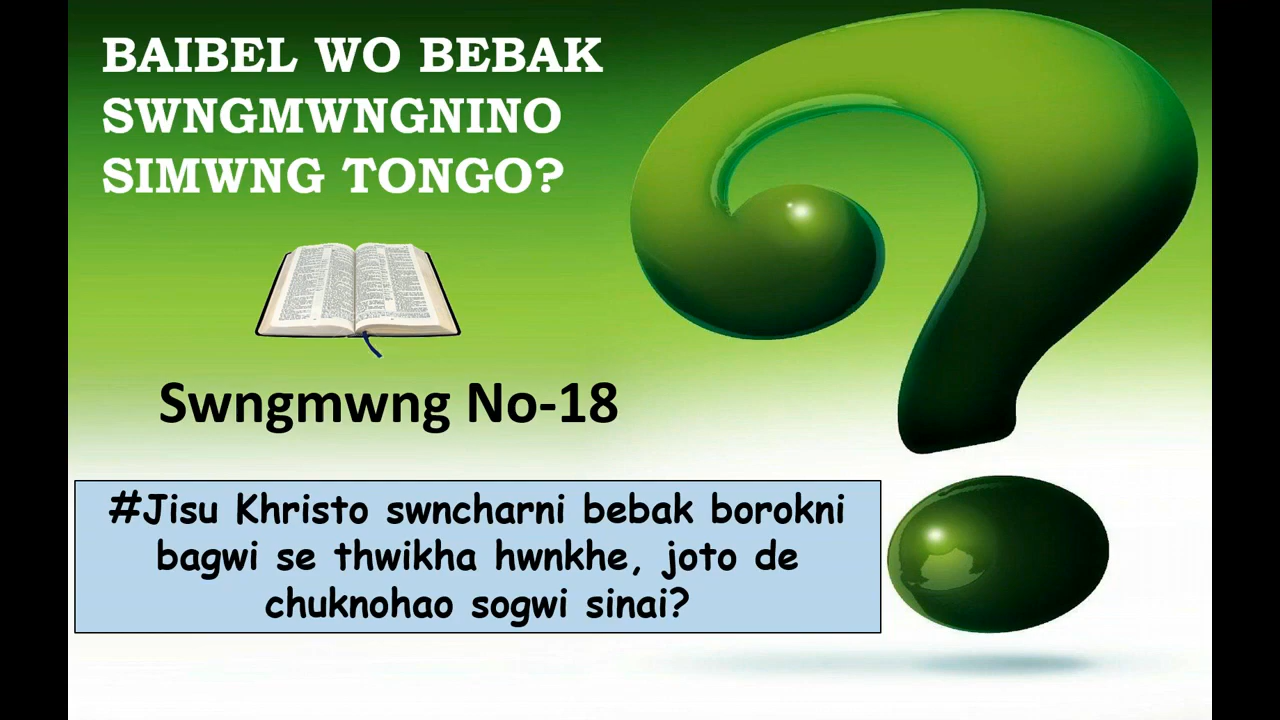 BAIBEL WO BEBAK
SWNGMWNGNINO
SIMWNG TONGO?
Swngmwng No-18
#Jisu Khristo swncharni bebak borokni
bagwi se thwikha hwnkhe, joto de
chuknohao sogwi sinai?